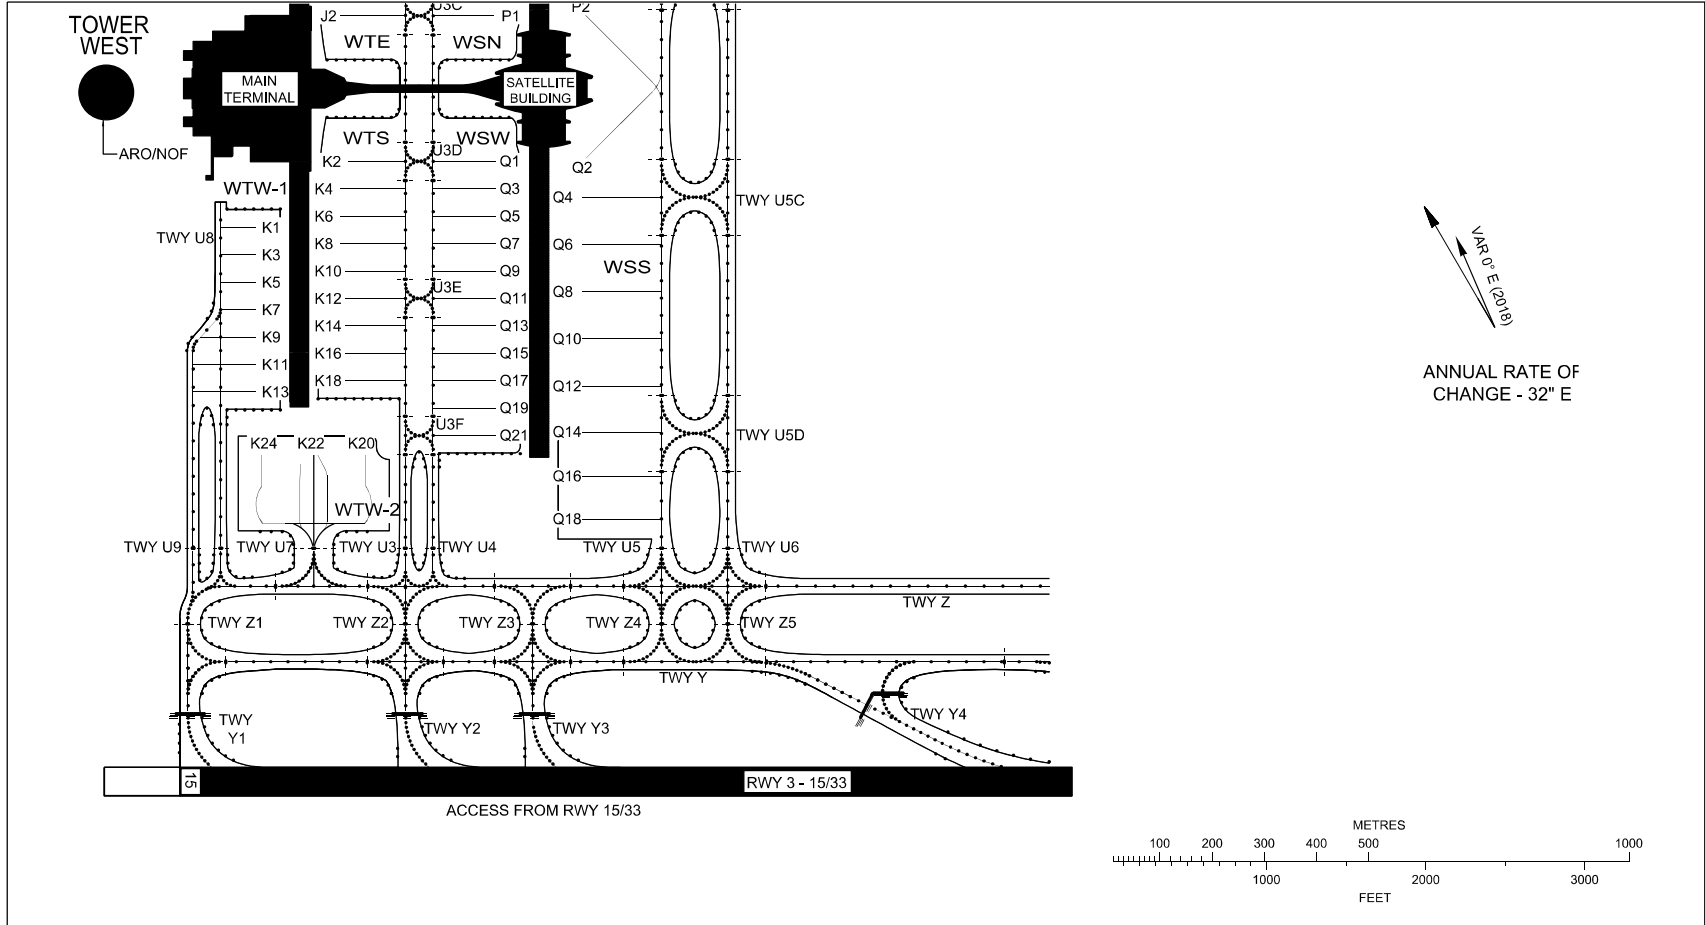 TOWER
WEST
J2
U3C
P1
P2
WTE
WSN
MAIN
TERMINAL
SATELLITE
BUILDING
ARO/NOF
WTS
WSW
U3D
K2
Q1
Q2
WTW-1
K4
Q3
Q4
TWY U5C
K1
K6
Q5
TWY U8
K8
Q7
Q6
K3
K10
Q9
WSS
K5
U3E
K12
Q11
Q8
K7
K14
Q13
K9
K16
Q15
Q10
K11
K18
Q17
Q12
K13
Q19
U3F
Q21
Q14
TWY U5D
K24
K22
K20
Q16
WTW-2
Q18
TWY U9
TWY U7
TWY U3
TWY U4
TWY U5
TWY U6
TWY Z
TWY Z1
TWY Z2
TWY Z3
TWY Z4
TWY Z5
TWY Y
TWY
Y1
TWY Y2
TWY Y3
TWY Y4
15
RWY 3 - 15/33
ACCESS FROM RWY 15/33
VAR 0° E (2018)
ANNUAL RATE OF
CHANGE - 32" E
METRES
100 200 300 400 500 1000
1000 2000 3000
FEET